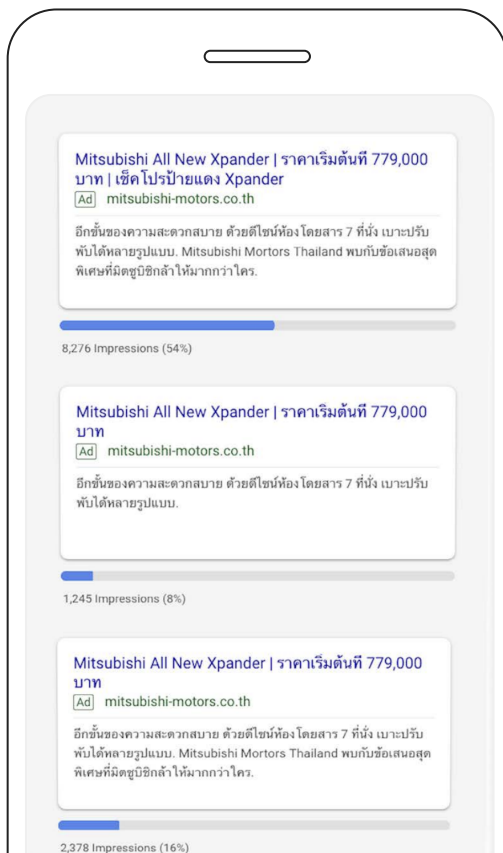 Mitsubishi All New Xpander | ราคาเริ่มต้นที่ 779,000
บาท | เช็คโปรป้ายแดง Xpander
Ad mitsubishi-motors.co.th
อีกขั้นของความสะดวกสบาย ด้วยดีไซน์ห้องโดยสาร 7 ที่นั่ง เบาะปรับ
พับได้หลายรูปแบบ. Mitsubishi Mortors Thailand พบกับข้อเสนอสุด
พิเศษที่มิตซูบิชิกล้าให้มากกว่าใคร.
8,276 Impressions (54%)
Mitsubishi All New Xpander | ราคาเริ่มต้นที่ 779,000
บาท
Ad mitsubishi-motors.co.th
อีกขั้นของความสะดวกสบาย ด้วยดีไซน์ห้องโดยสาร 7 ที่นั่ง เบาะปรับ
พับได้หลายรูปแบบ.
1,245 Impressions (8%)
Mitsubishi All New Xpander | ราคาเริ่มต้นที่ 779,000
บาท
Ad mitsubishi-motors.co.th
อีกขั้นของความสะดวกสบาย ด้วยดีไซน์ห้องโดยสาร 7 ที่นั่ง เบาะปรับ
พับได้หลายรูปแบบ. Mitsubishi Mortors Thailand พบกับข้อเสนอสุด
พิเศษที่มิตซูบิชิกล้าให้มากกว่าใคร.
2,378 Impressions (16%)